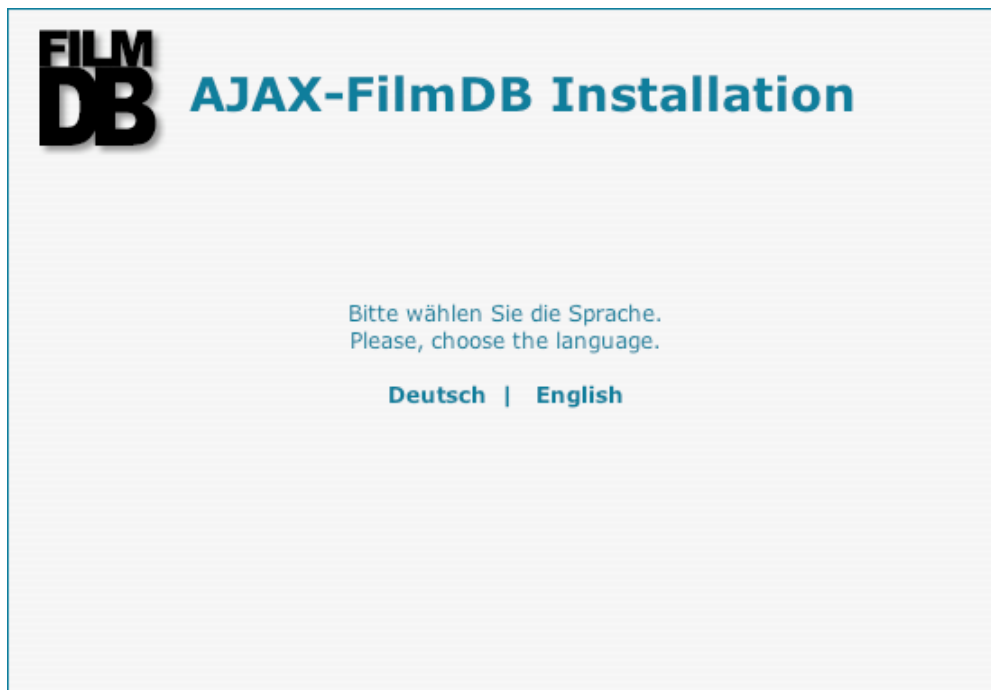 FILM
DB
AJAX-FilmDB Installation
Bitte wählen Sie die Sprache.
Please, choose the language.
Deutsch | English